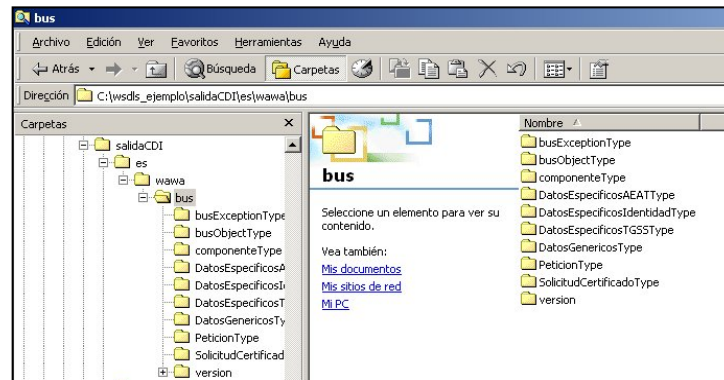 bus
Archivo Edición Ver Favoritos Herramientas Ayuda
Atrás Búsqueda Carpetas
Dirección C:\wsdls_ejemplo\salidaCDI\es\wawa\bus
Carpetas
salidaCDI
es
wawa
bus
busExceptionType
busObjectType
componenteType
DatosEspecificosA
DatosEspecificosI
DatosEspecificosT
DatosGenericosTy
PeticionType
SolicitudCertificad
version
bus
Seleccione un elemento para ver su
contenido.
Vea también:
Mis documentos
Mis sitios de red
Mi PC
Nombre
busExceptionType
busObjectType
componenteType
DatosEspecificosAEATType
DatosEspecificosIdentidadType
DatosEspecificosTGSSType
DatosGenericosType
PeticionType
SolicitudCertificadoType
version